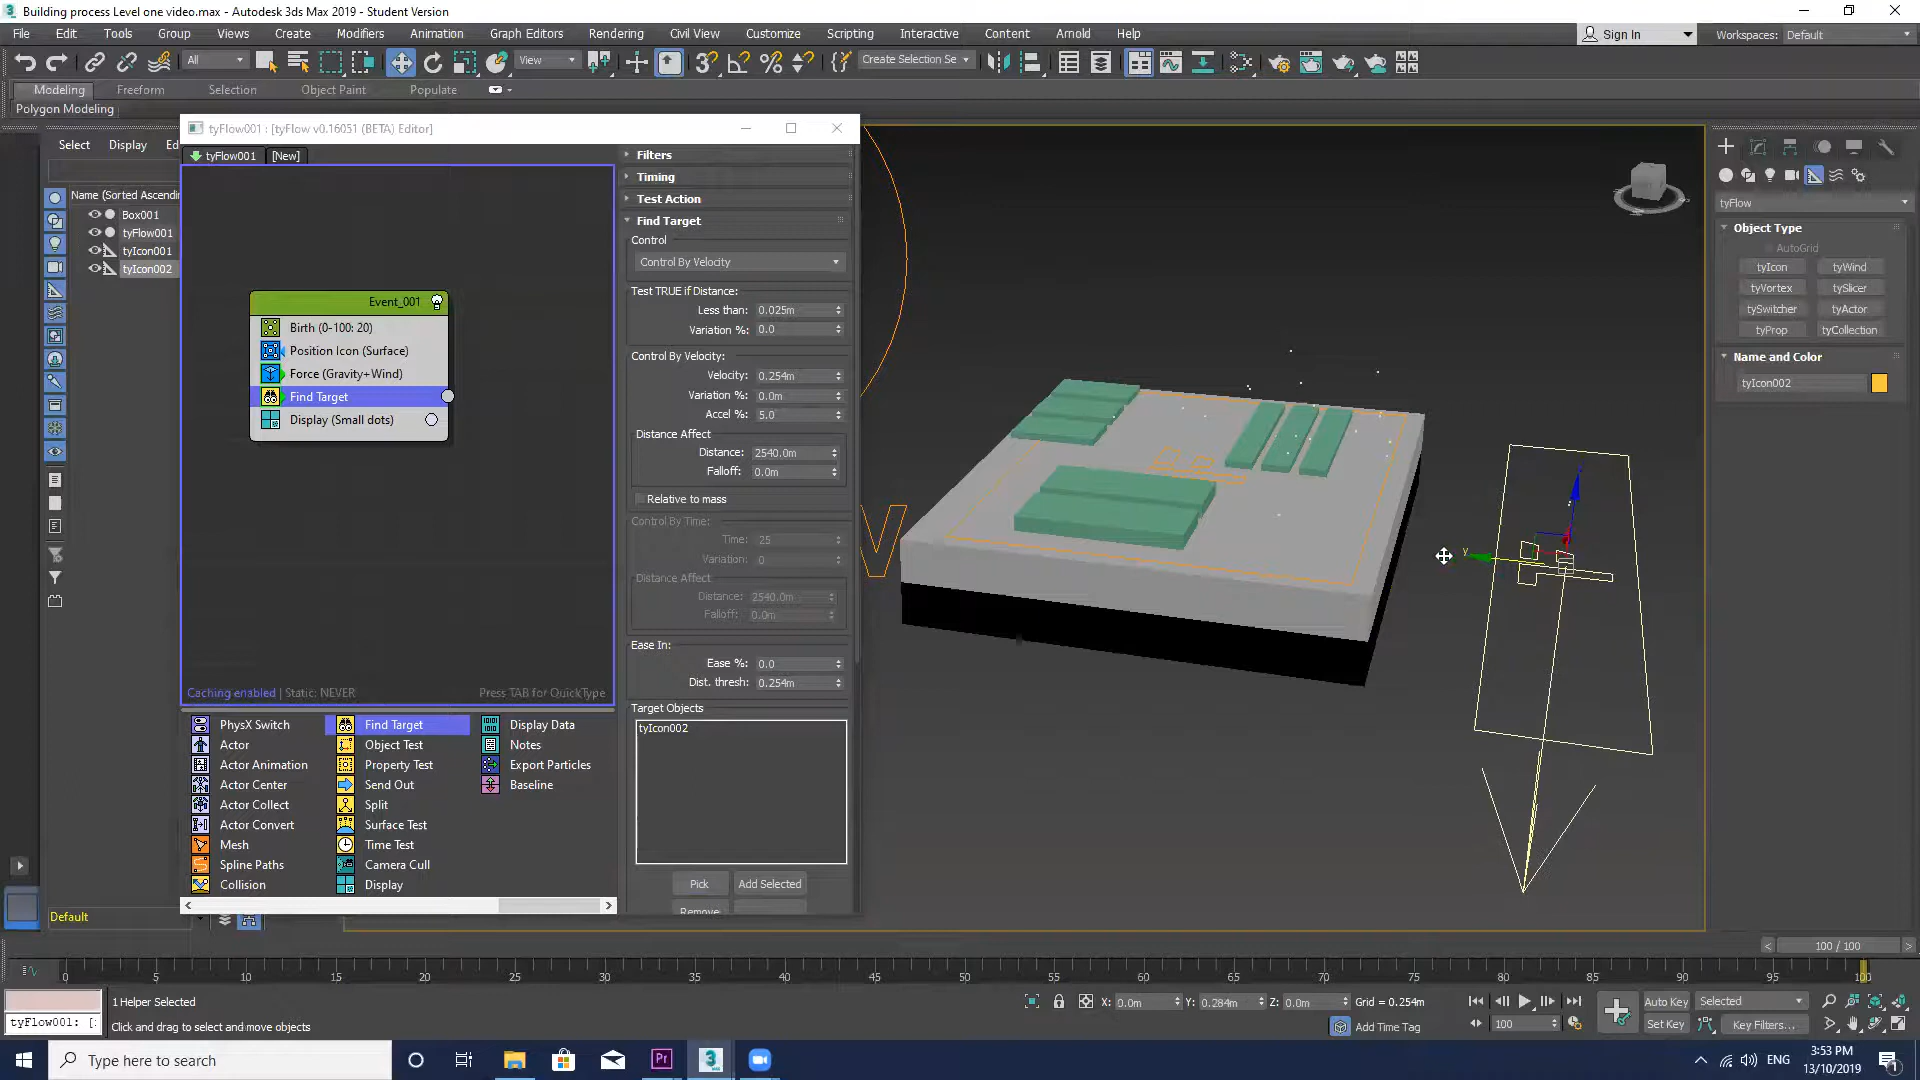 Building process Level one video.max - Autodesk 3ds Max 2019 - Student Version
File Edit Tools Group Views Create Modifiers Animation Graph Editors Rendering Civil View Customize Scripting Interactive Content Arnold Help
Sign In Workspaces: Default
All View Create Selection Se
Modeling Freeform Selection Object Paint Populate
Polygon Modeling
Select Display Ed
Name (Sorted Ascendin
Box001
tyFlow001
tyIcon001
tyIcon002
tyFlow001 : [tyFlow v0.16051 (BETA) Editor]
tyFlow001 [New]
Event_001
Birth (0-100: 20)
Position Icon (Surface)
Force (Gravity+Wind)
Find Target
Display (Small dots)
Caching enabled | Static: NEVER Press TAB for QuickType
PhysX Switch Find Target Display Data
Actor Object Test Notes
Actor Animation Property Test Export Particles
Actor Center Send Out Baseline
Actor Collect Split
Actor Convert Surface Test
Mesh Time Test
Spline Paths Camera Cull
Collision Display
Filters
Timing
Test Action
Find Target
Control
Control By Velocity
Test TRUE if Distance:
Less than: 0.025m
Variation %: 0.0
Control By Velocity:
Velocity: 0.254m
Variation %: 0.0m
Accel %: 5.0
Distance Affect
Distance: 2540.0m
Falloff: 0.0m
Relative to mass
Control By Time:
Time: 25
Variation: 0
Distance Affect
Distance: 2540.0m
Falloff: 0.0m
Ease In:
Ease %: 0.0
Dist. thresh: 0.254m
Target Objects
tyIcon002
Pick Add Selected
Remove
y
tyFlow
Object Type
AutoGrid
tyIcon tyWind
tyVortex tySlicer
tySwitcher tyActor
tyProp tyCollection
Name and Color
tyIcon002
Default
< 100 / 100 >
0 5 10 15 20 25 30 35 40 45 50 55 60 65 70 75 80 85 90 95 100
1 Helper Selected
X: 0.0m Y: 0.284m Z: 0.0m Grid = 0.254m
Auto Key Selected
tyFlow001: [:
Click and drag to select and move objects
Add Time Tag
100
Set Key Key Filters...
Type here to search
ENG
3:53 PM
13/10/2019